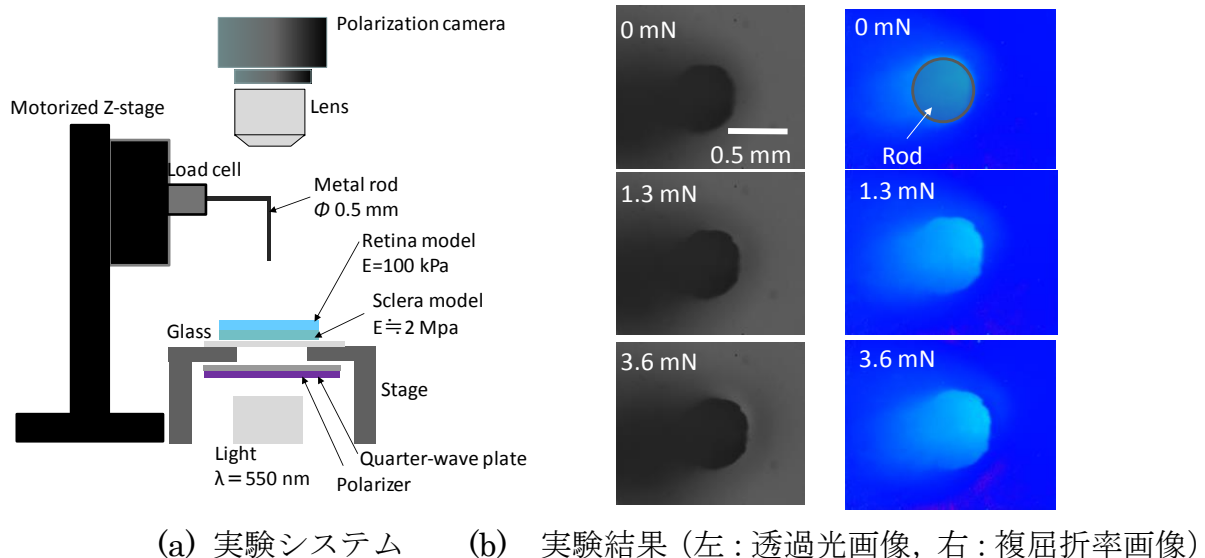 Polarization camera
Lens
Motorized Z-stage
Load cell
Metal rod
Φ 0.5 mm
Retina model
E=100 kPa
Sclera model
E≒2 Mpa
Glass
Stage
Light
λ=550 nm
Quarter-wave plate
Polarizer
0 mN
0.5 mm
1.3 mN
3.6 mN
0 mN
Rod
1.3 mN
3.6 mN
(a) 実験システム
(b) 実験結果（左：透過光画像，右：複屈折率画像）